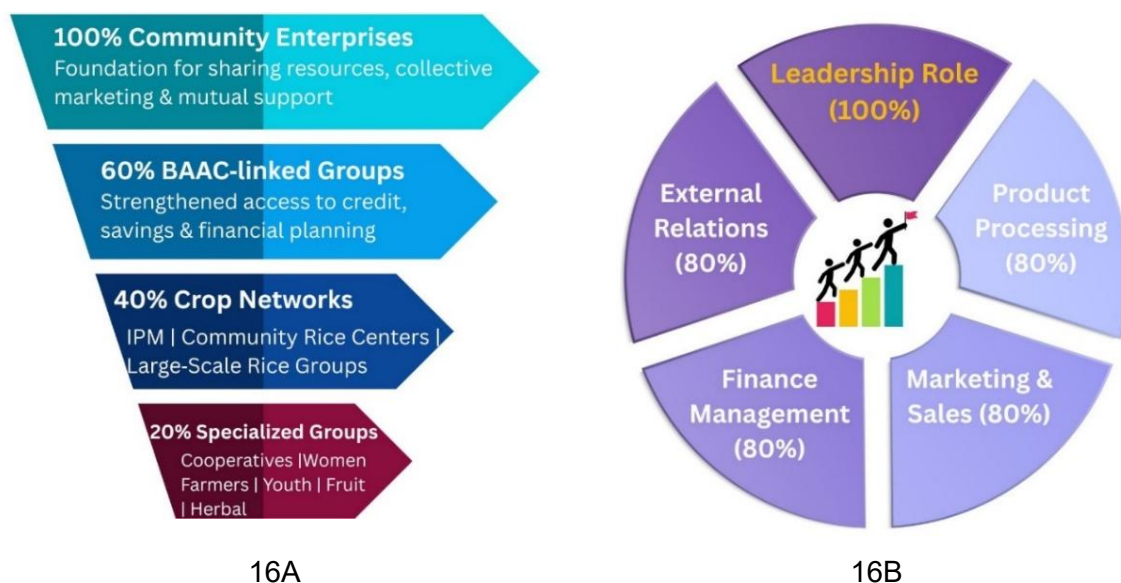 100% Community Enterprises
Foundation for sharing resources, collective
marketing & mutual support
60% BAAC-linked Groups
Strengthened access to credit,
savings & financial planning
40% Crop Networks
IPM | Community Rice Centers |
Large-Scale Rice Groups
20% Specialized Groups
Cooperatives |Women
Farmers | Youth | Fruit
| Herbal
16A
Leadership Role
(100%)
External
Relations
(80%)
Product
Processing
(80%)
Finance
Management
(80%)
Marketing &
Sales (80%)
16B